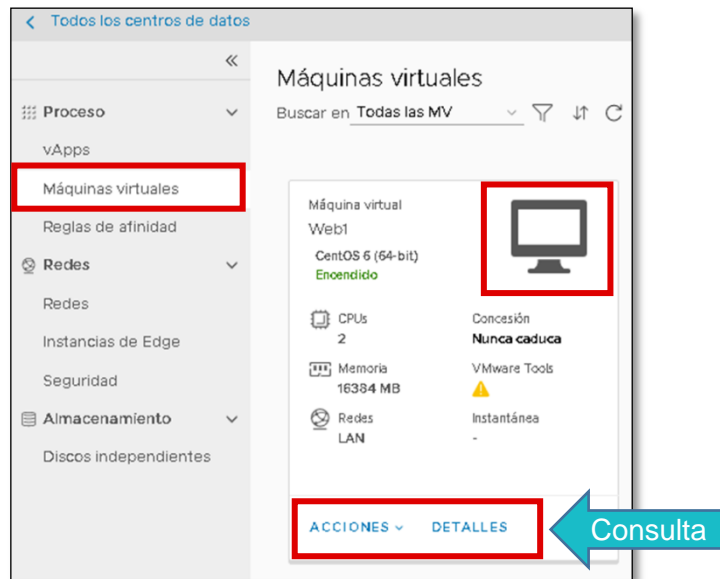 Todos los centros de datos
Proceso
vApps
Máquinas virtuales
Reglas de afinidad
Redes
Redes
Instancias de Edge
Seguridad
Almacenamiento
Discos independientes
Máquinas virtuales
Buscar en Todas las MV
Máquina virtual
Web1
CentOS 6 (64-bit)
Encendido
CPUs
2
Concesión
Nunca caduca
Memoria
16384 MB
VMware Tools
Redes
LAN
Instantánea
-
ACCIONES DETALLES
Consulta